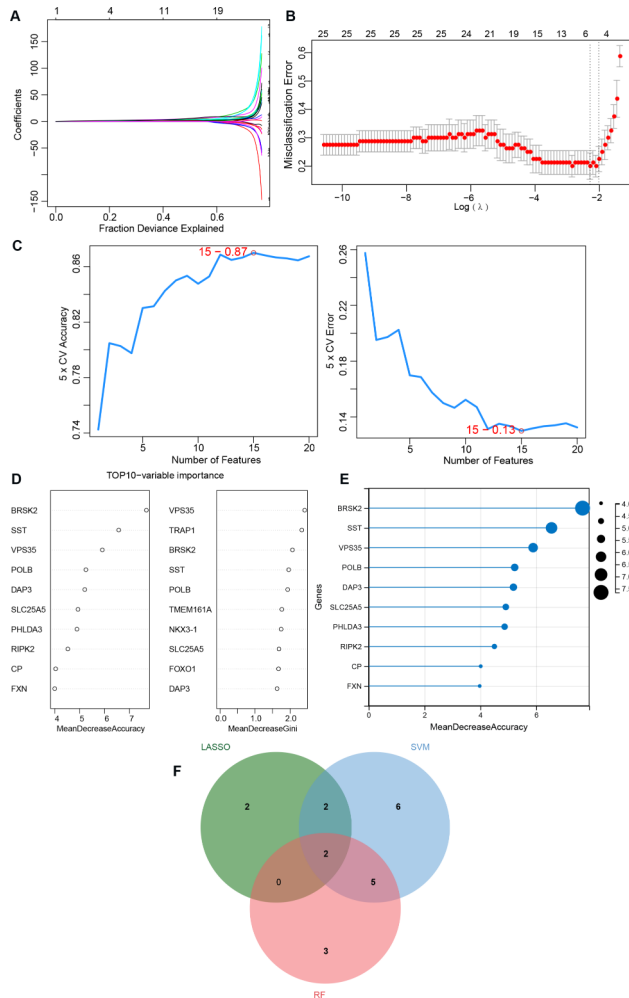 A
1 4 11 19
Coefficients
150
100
50
0
−50
−150
0.0 0.2 0.4 0.6
Fraction Deviance Explained
B
25 25 25 25 25 25 24 21 19 15 13 6 4
Misclassification Error
0.6
0.5
0.4
0.3
0.2
−10 −8 −6 −4 −2
Log (λ)
C
5 x CV Accuracy
0.86
0.82
0.78
0.74
15 − 0.87
5 10 15 20
Number of Features
5 x CV Error
0.26
0.22
0.18
0.14
15 − 0.13
5 10 15 20
Number of Features
D
TOP10−variable importance
BRSK2
SST
VPS35
POLB
DAP3
SLC25A5
PHLDA3
RIPK2
CP
FXN
4 5 6 7
MeanDecreaseAccuracy
VPS35
TRAP1
BRSK2
SST
POLB
TMEM161A
NKX3−1
SLC25A5
FOXO1
DAP3
0.0 1.0 2.0
MeanDecreaseGini
E
Genes
BRSK2
SST
VPS35
POLB
DAP3
SLC25A5
PHLDA3
RIPK2
CP
FXN
0 2 4 6
MeanDecreaseAccuracy
F
LASSO
SVM
2 2 6
2
0 5
3
RF